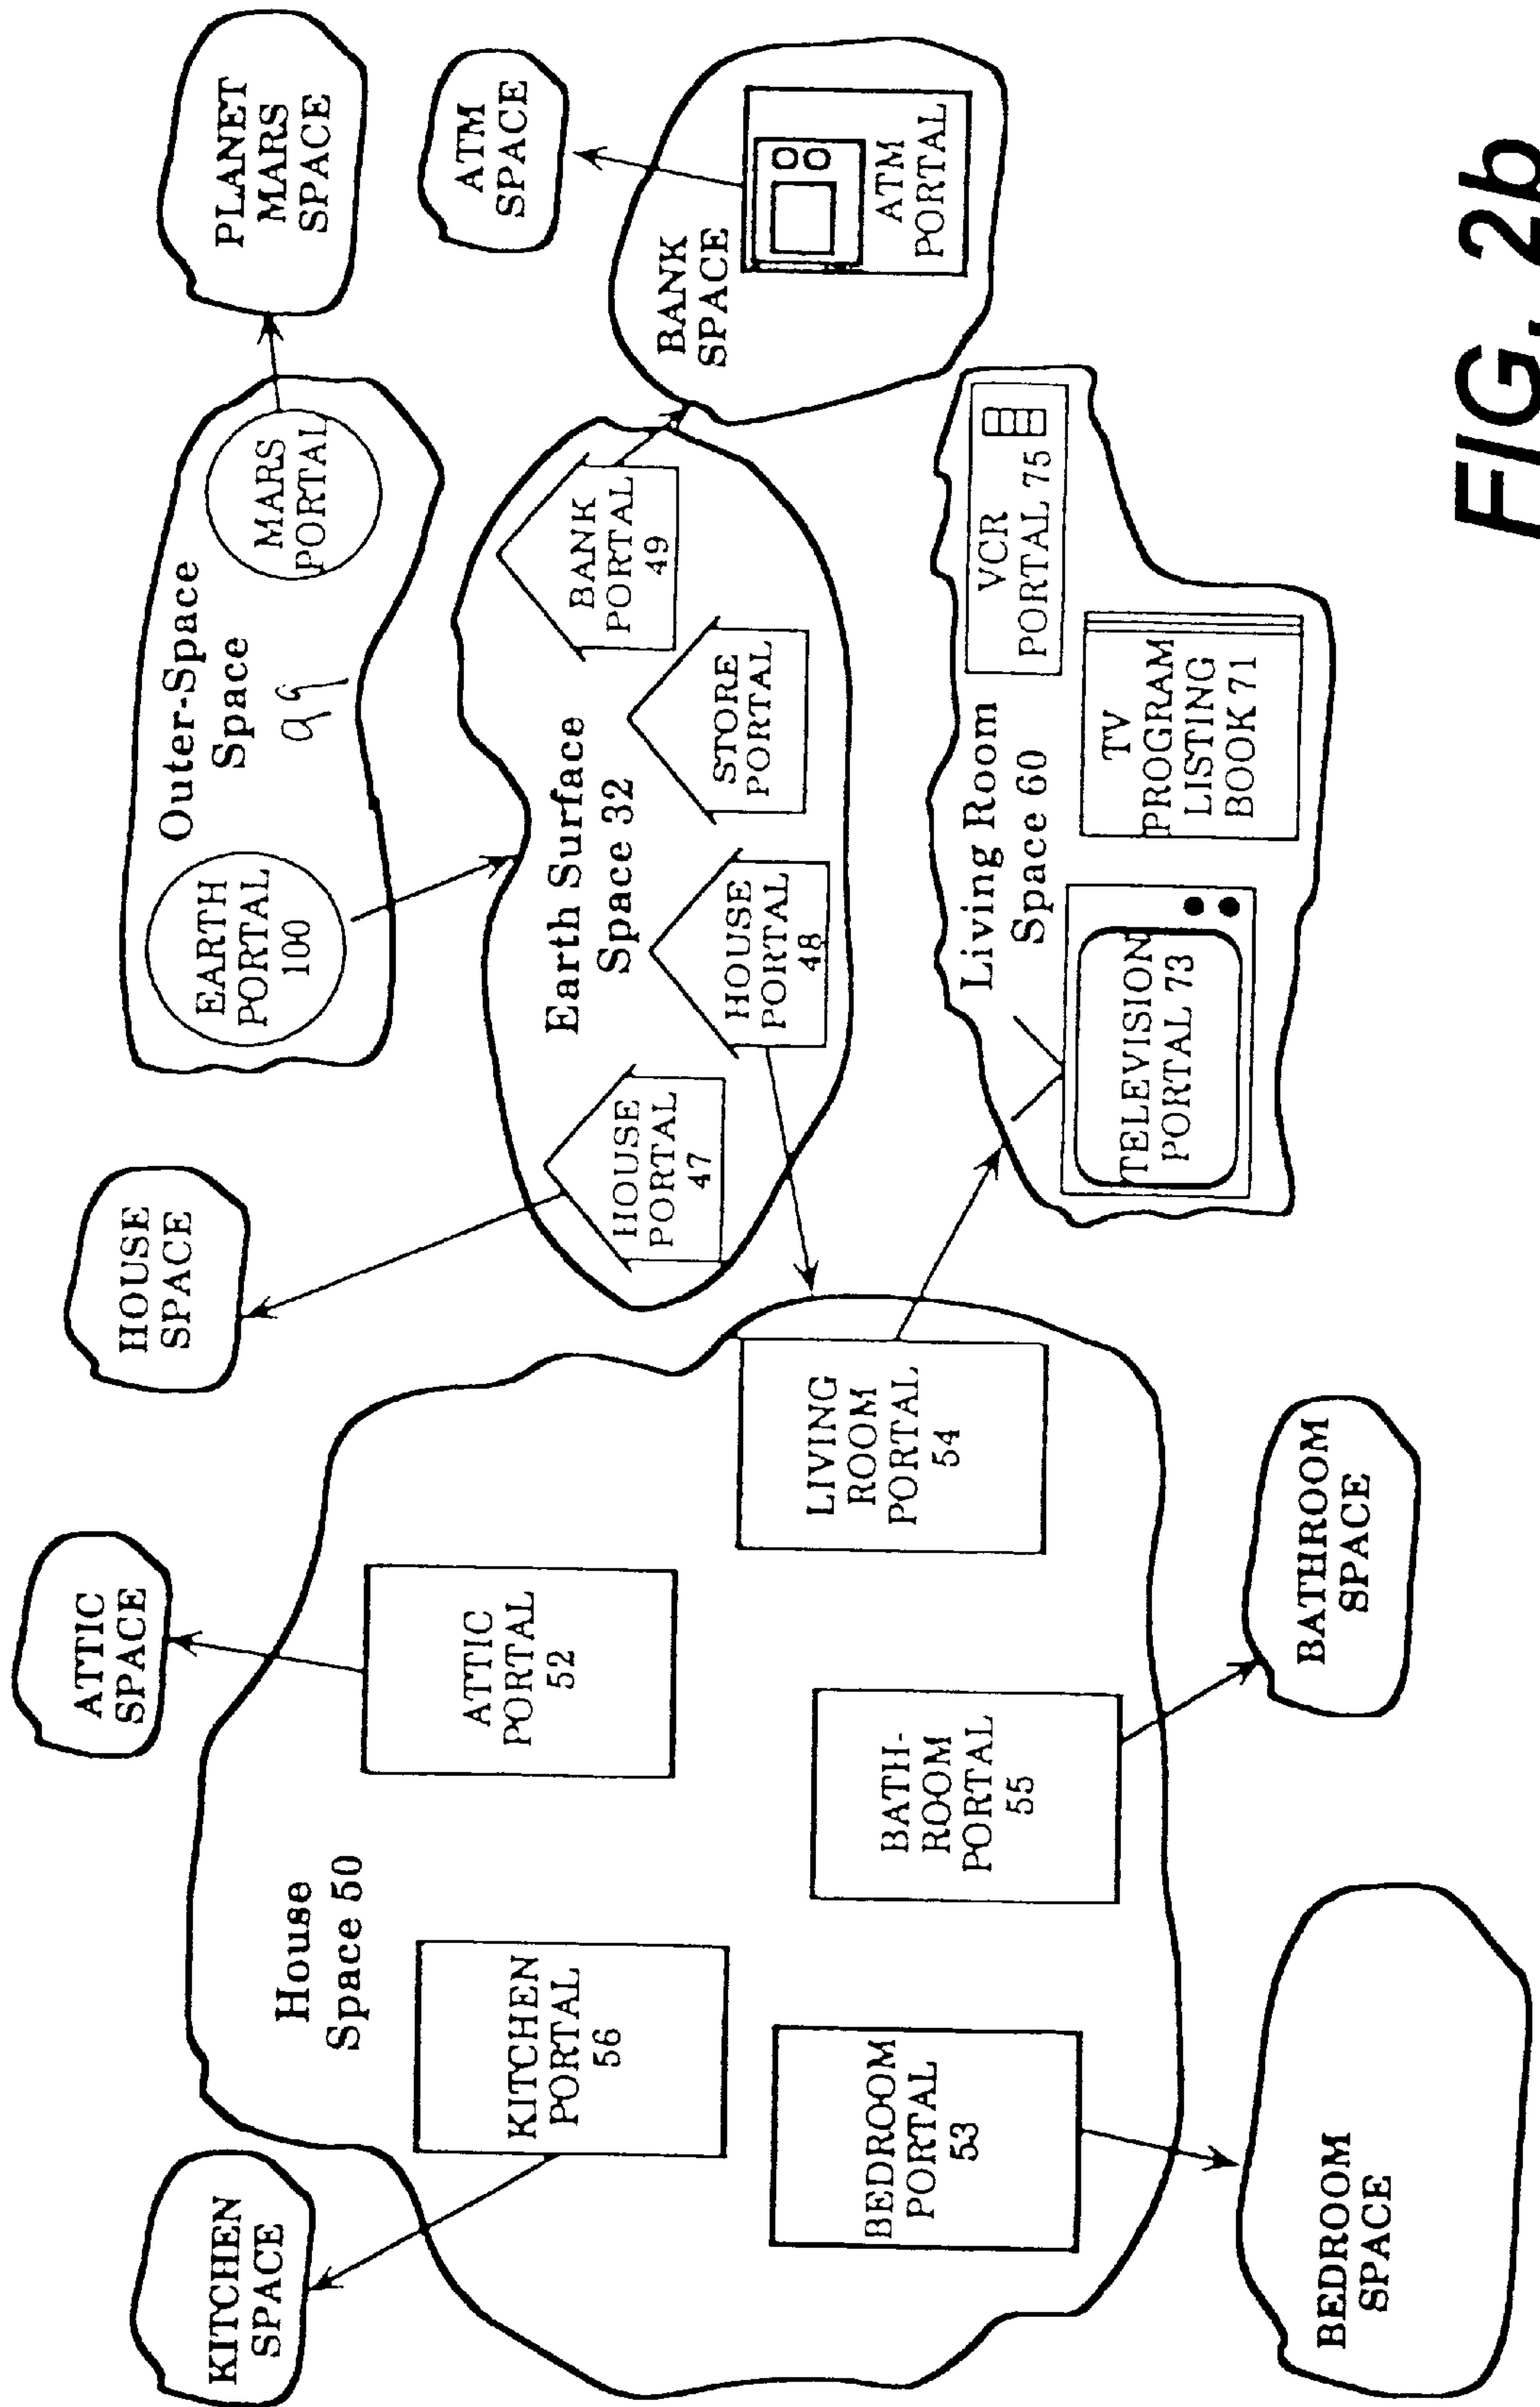 KITCHEN
SPACE
ATTIC
SPACE
HOUSE
SPACE
Outer-Space
Space
99
EARTH
PORTAL
100
MARS
PORTAL
PLANET
MARS
SPACE
House
Space 50
KITCHEN
PORTAL
56
ATTIC
PORTAL
52
BEDROOM
PORTAL
53
BATH-
ROOM
PORTAL
55
LIVING
ROOM
PORTAL
54
Earth Surface
Space 32
HOUSE
PORTAL
47
HOUSE
PORTAL
48
STORE
PORTAL
BANK
PORTAL
49
ATM
SPACE
BANK
SPACE
ATM
PORTAL
Living Room
Space 60
TELEVISION
PORTAL 73
TV
PROGRAM
LISTING
BOOK 71
VCR
PORTAL 75
BEDROOM
SPACE
BATHROOM
SPACE
FIG. 2b